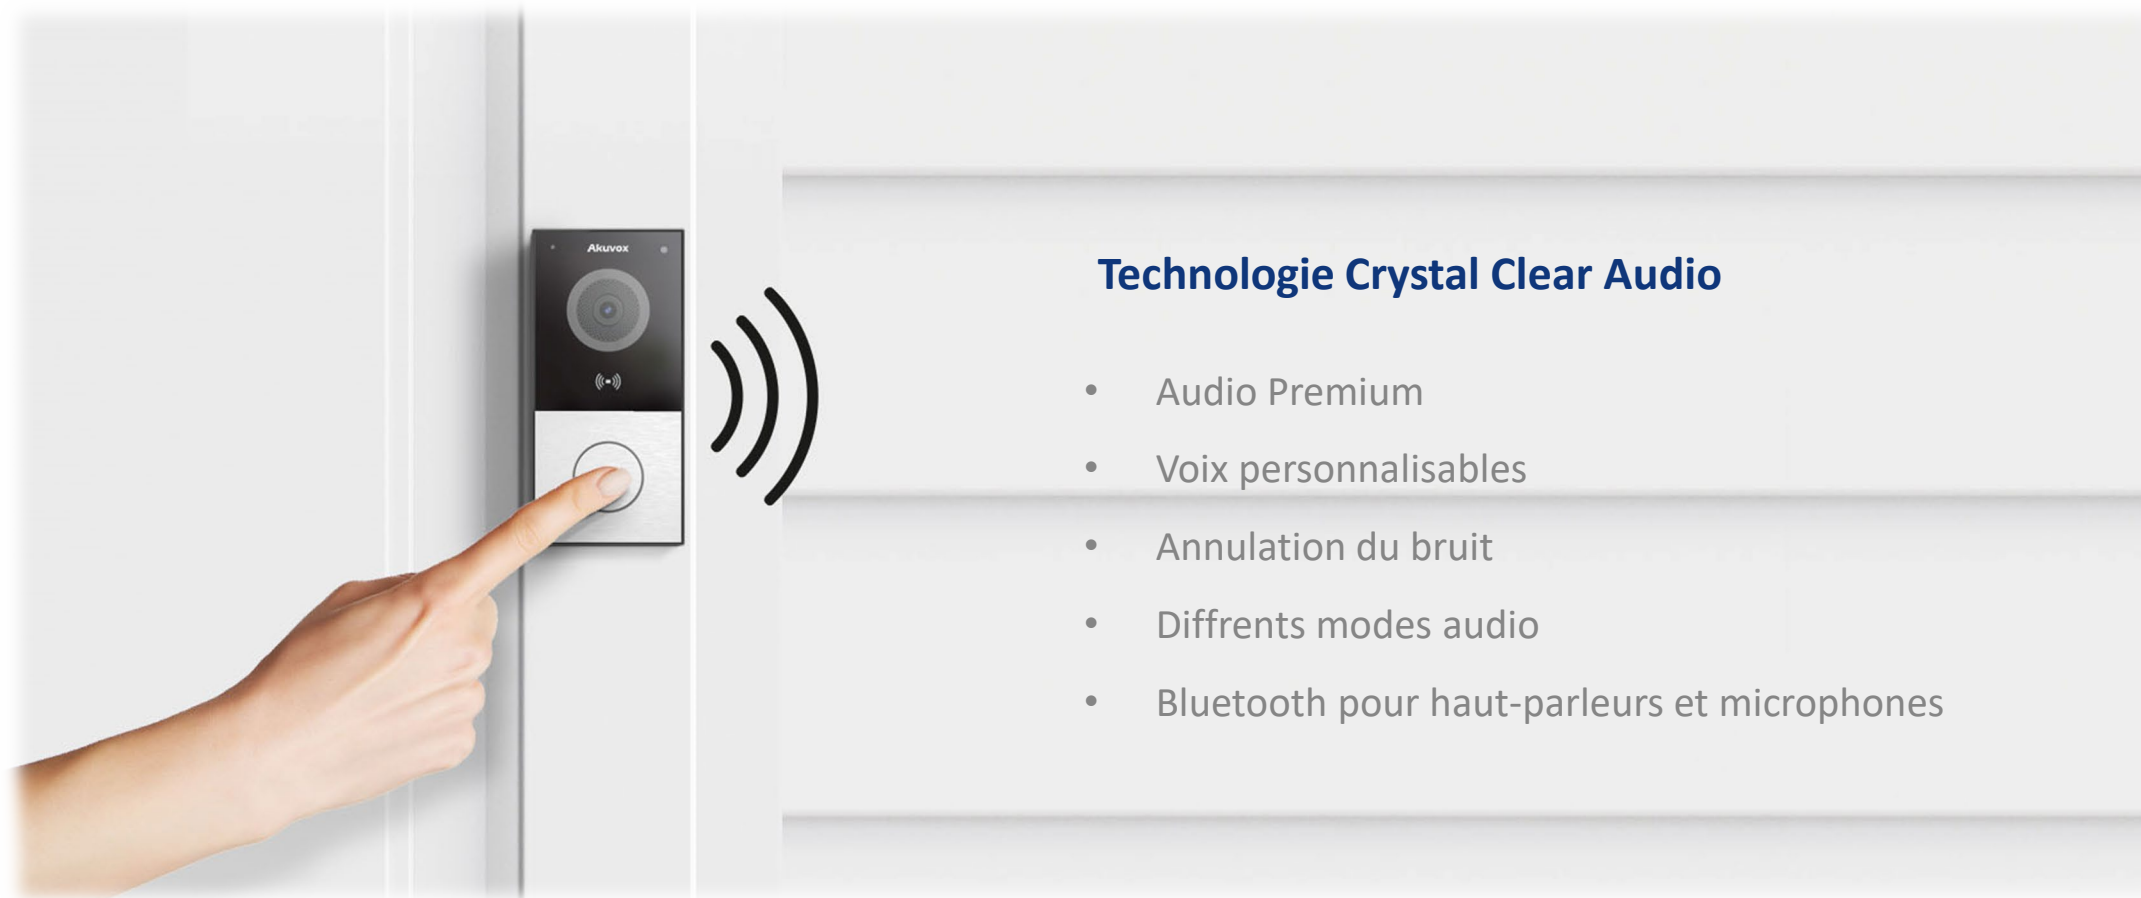 Akuvox
Technologie Crystal Clear Audio
• Audio Premium
• Voix personnalisables
• Annulation du bruit
• Diffrents modes audio
• Bluetooth pour haut-parleurs et microphones